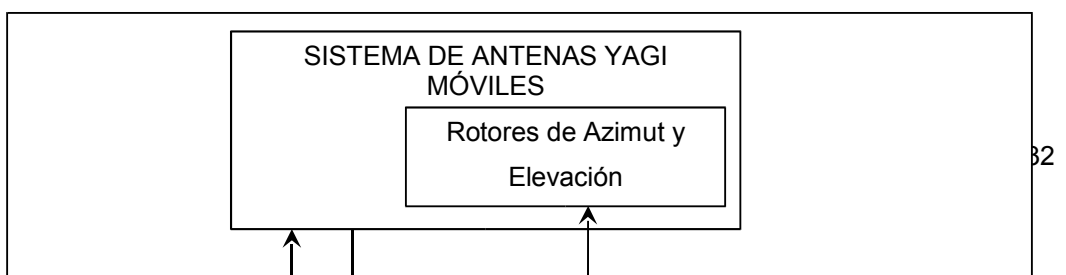 SISTEMA DE ANTENAS YAGI
MÓVILES
Rotores de Azimut y
Elevación